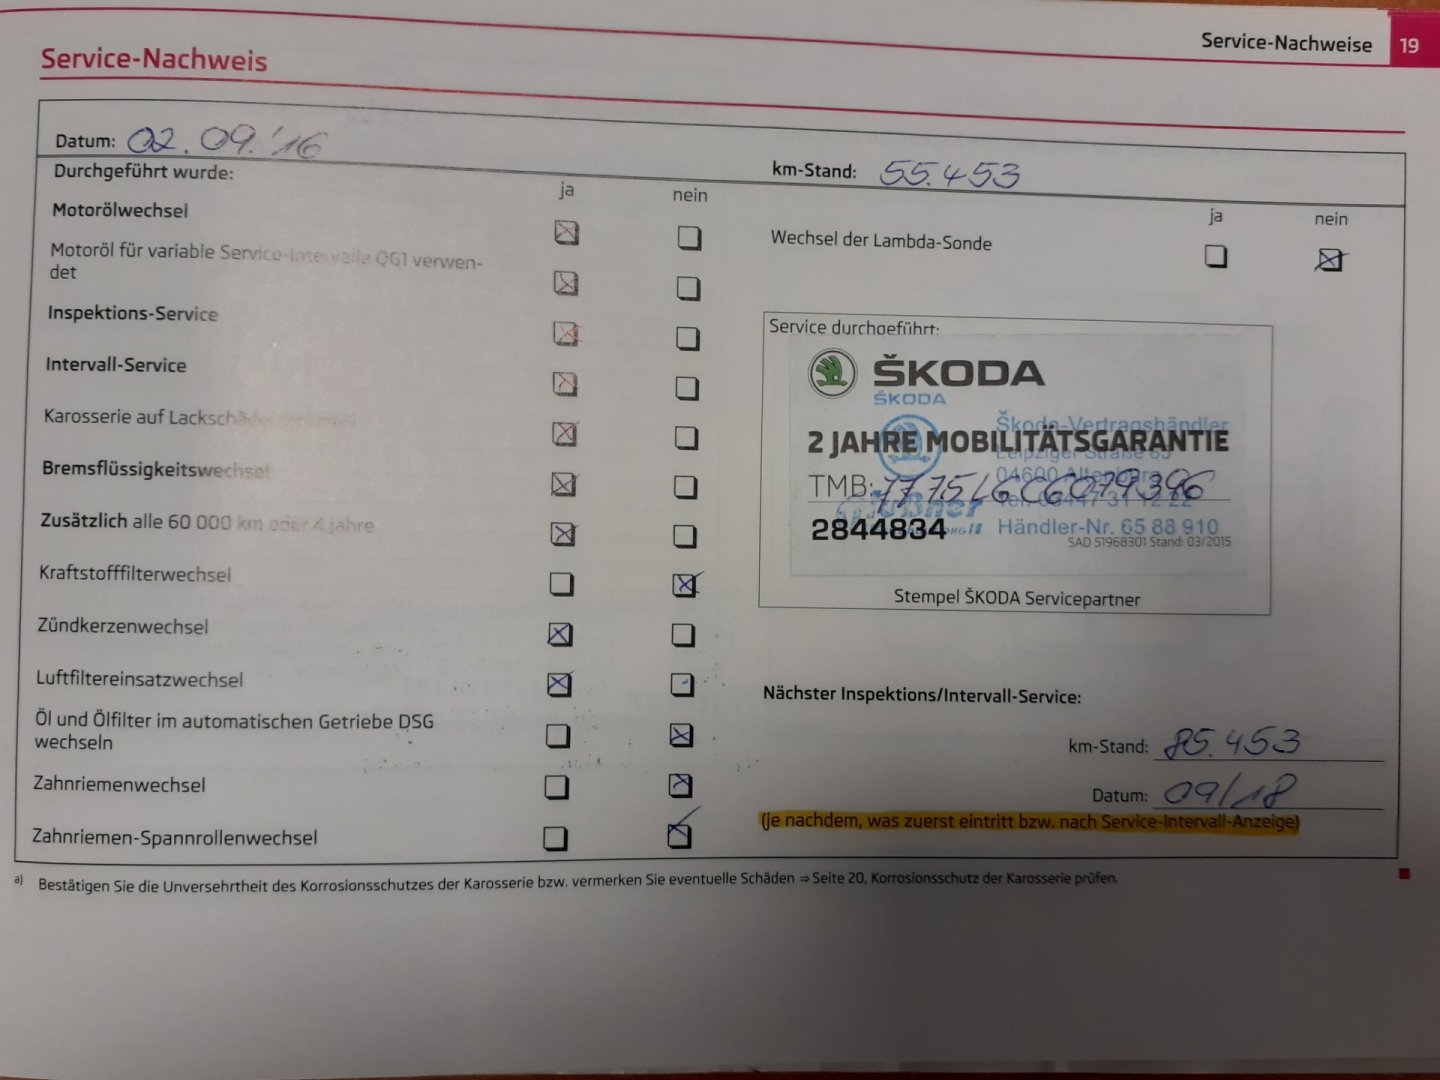 Service-Nachweise 19
Service-Nachweis
Datum: 02.09.'16
km-Stand: 55.453
Durchgeführt wurde:
ja nein
Motorölwechsel
Motoröl für variable Service-Intervalle QG1 verwen-
det
Inspektions-Service
Intervall-Service
Karosserie auf
Bremsflüssigkeitswechsel
Zusätzlich alle 60 000 km oder 4 Jahre
Kraftstofffilterwechsel
Zündkerzenwechsel
Luftfiltereinsatzwechsel
Öl und Ölfilter im automatischen Getriebe DSG
wechseln
Zahnriemenwechsel
Zahnriemen-Spannrollenwechsel
ja nein
Wechsel der Lambda-Sonde
Service durchgeführt:
ŠKODA
ŠKODA
Škoda-Vertragshändler
2 JAHRE MOBILITÄTSGARANTIE
Leipziger Straße
04600 Altenburg
TMB:
2844834
Händler-Nr. 65 88 910
SAD 51968301 Stand: 03/2015
Stempel ŠKODA Servicepartner
Nächster Inspektions/Intervall-Service:
km-Stand: 85.453
Datum: 09/18
(je nachdem, was zuerst eintritt bzw. nach Service-Intervall-Anzeige)
a) Bestätigen Sie die Unversehrtheit des Korrosionsschutzes der Karosserie bzw. vermerken Sie eventuelle Schäden ⇒ Seite 20, Korrosionsschutz der Karosserie prüfen.